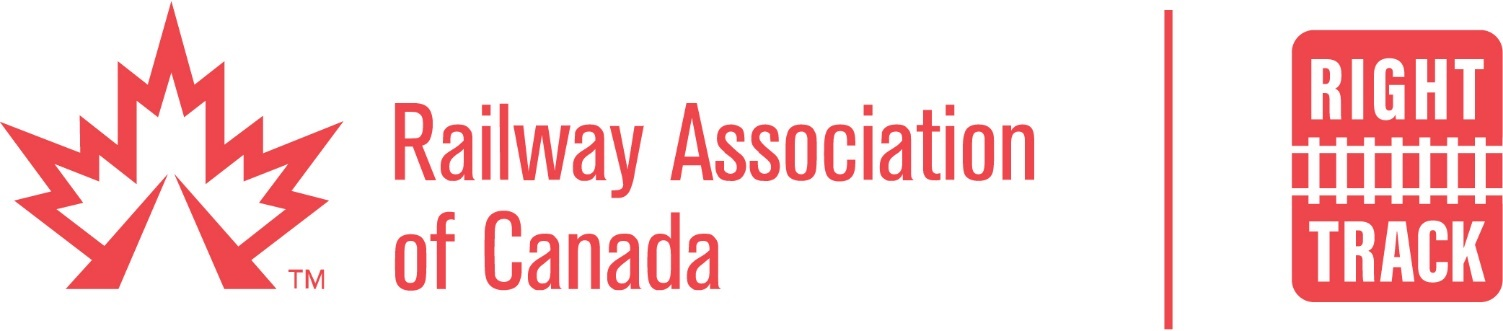 Railway Association
of Canada
TM
RIGHT
TRACK